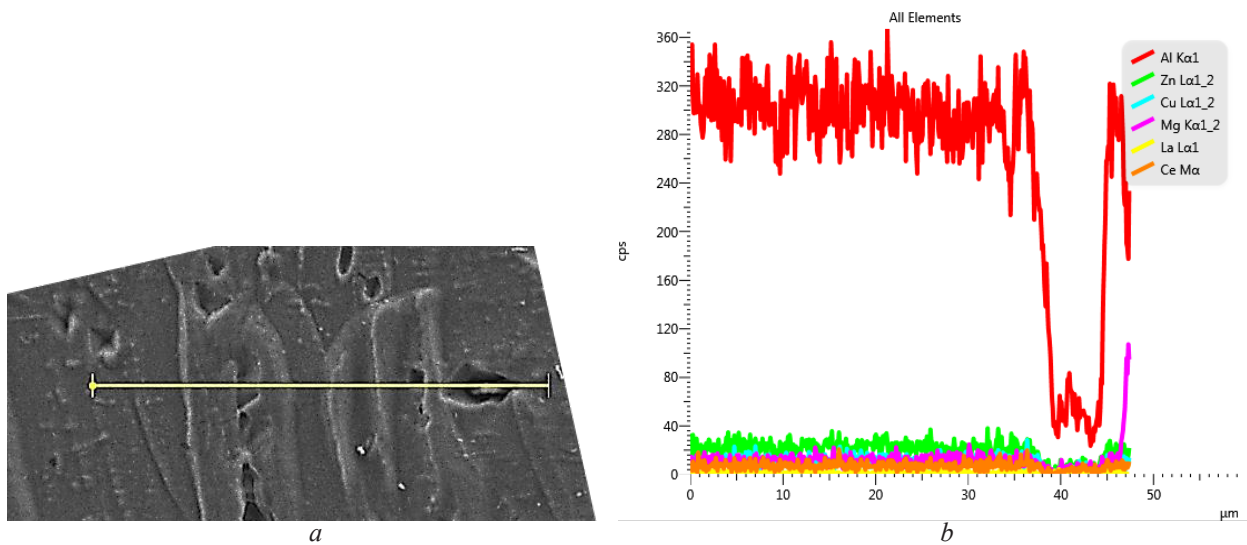 All Elements
360
320
280
240
200
160
120
80
40
0
cps
0 10 20 30 40 50
µm
Al Kα1
Zn Lα1_2
Cu Lα1_2
Mg Kα1_2
La Lα1
Ce Mα
a
b